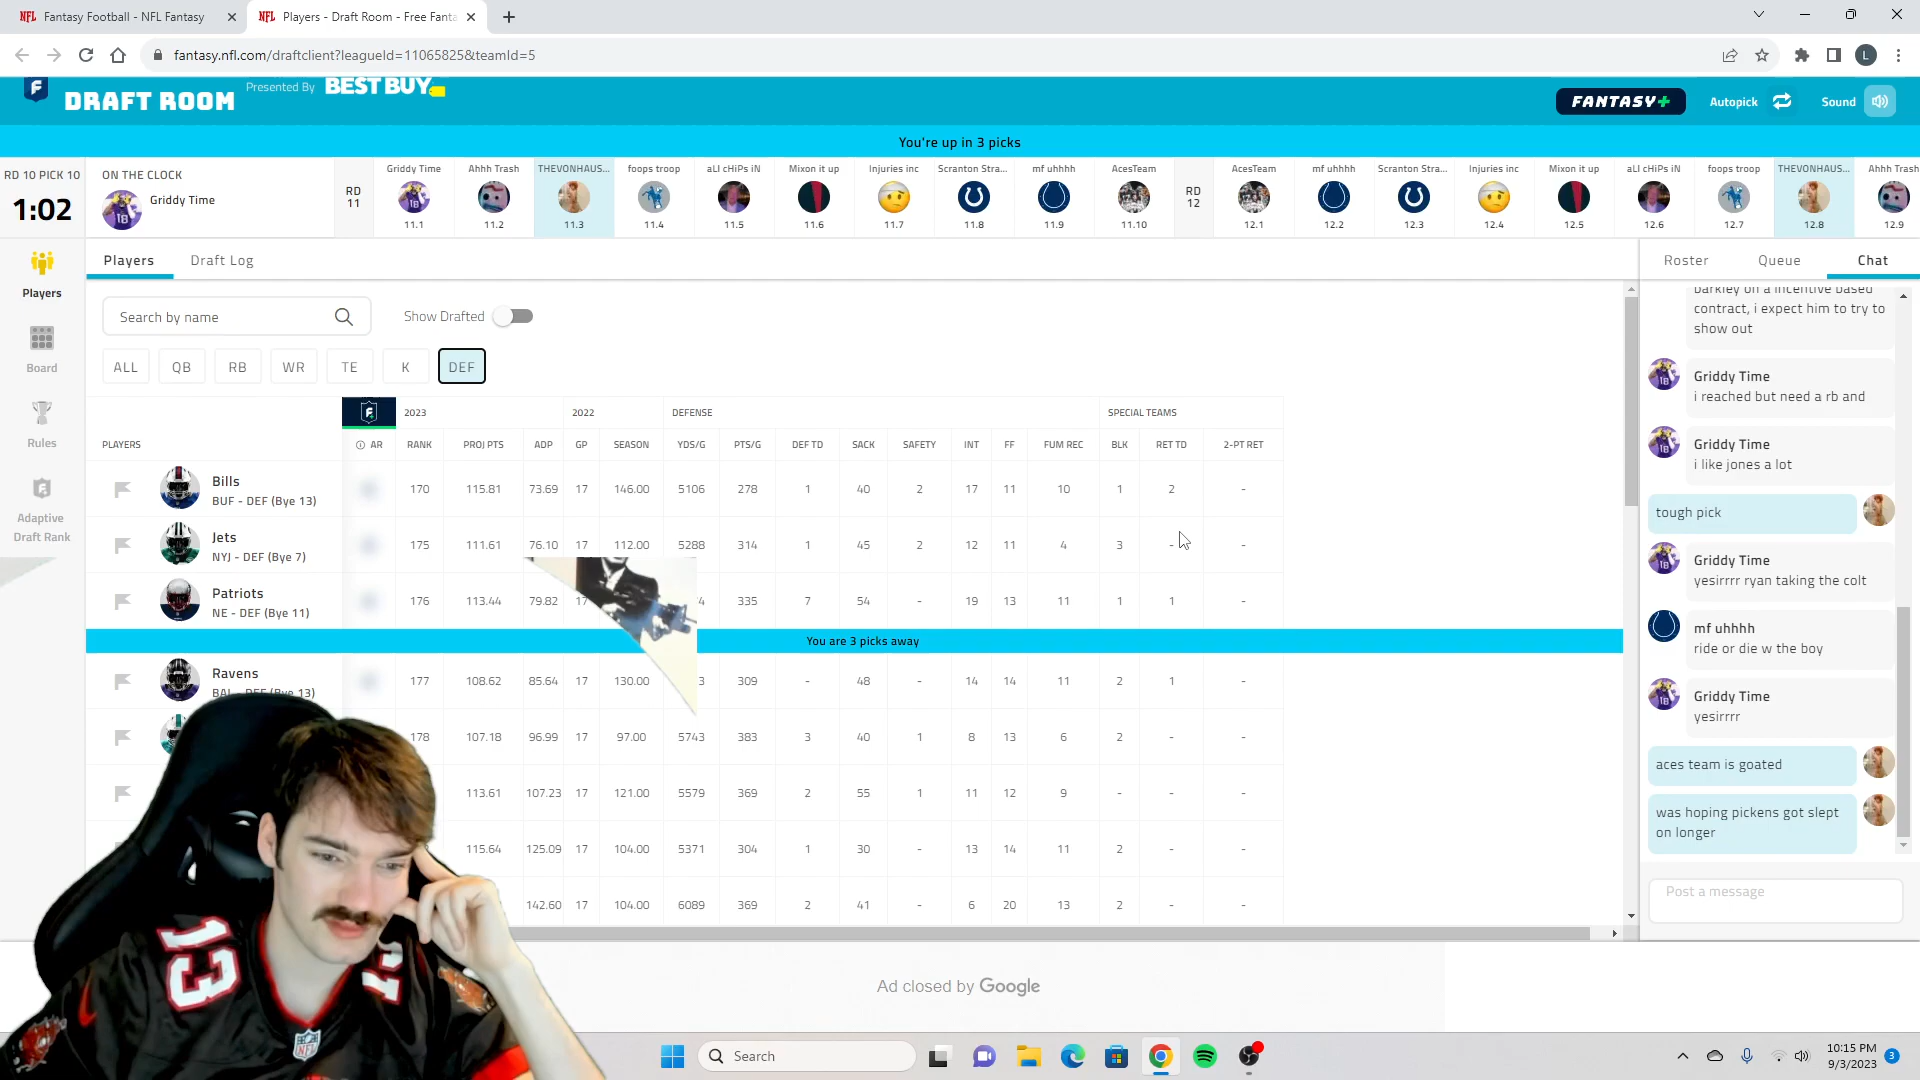 Fantasy Football - NFL Fantasy
Players - Draft Room - Free Fanta
fantasy.nfl.com/draftclient?leagueId=11065825&teamId=5
L
DRAFT ROOM
Presented By BEST BUY
FANTASY+
Autopick
Sound
You're up in 3 picks
RD 10 PICK 10
1:02
ON THE CLOCK
Griddy Time
RD 11
Griddy Time 11.1
Ahhh Trash 11.2
THEVONHAUS... 11.3
foops troop 11.4
aLl cHiPs iN 11.5
Mixon it up 11.6
Injuries inc 11.7
Scranton Stra... 11.8
mf uhhhh 11.9
AcesTeam 11.10
RD 12
AcesTeam 12.1
mf uhhhh 12.2
Scranton Stra... 12.3
Injuries inc 12.4
Mixon it up 12.5
aLl cHiPs iN 12.6
foops troop 12.7
THEVONHAUS... 12.8
Ahhh Trash 12.9
Players
Board
Rules
Adaptive
Draft Rank
Players
Draft Log
Search by name
Show Drafted
ALL QB RB WR TE K DEF
2023 2022 DEFENSE SPECIAL TEAMS
PLAYERS AR RANK PROJ PTS ADP GP SEASON YDS/G PTS/G DEF TD SACK SAFETY INT FF FUM REC BLK RET TD 2-PT RET
Bills
BUF - DEF (Bye 13)
170 115.81 73.69 17 146.00 5106 278 1 40 2 17 11 10 1 2 -
Jets
NYJ - DEF (Bye 7)
175 111.61 76.10 17 112.00 5288 314 1 45 2 12 11 4 3 - -
Patriots
NE - DEF (Bye 11)
176 113.44 79.82 335 7 54 - 19 13 11 1 1 -
You are 3 picks away
Ravens
BAL - DEF (Bye 13)
177 108.62 85.64 17 130.00 309 - 48 - 14 14 11 2 1 -
178 107.18 96.99 17 97.00 5743 383 3 40 1 8 13 6 2 - -
113.61 107.23 17 121.00 5579 369 2 55 1 11 12 9 - - -
115.64 125.09 17 104.00 5371 304 1 30 - 13 14 11 2 - -
142.60 17 104.00 6089 369 2 41 - 6 20 13 2 - -
Roster
Queue
Chat
barkley on a incentive based
contract, i expect him to try to
show out
Griddy Time
i reached but need a rb and
Griddy Time
i like jones a lot
tough pick
Griddy Time
yesirrrr ryan taking the colt
mf uhhhh
ride or die w the boy
Griddy Time
yesirrrr
aces team is goated
was hoping pickens got slept
on longer
Post a message
13
NFL
Ad closed by Google
Search
10:15 PM
9/3/2023
3